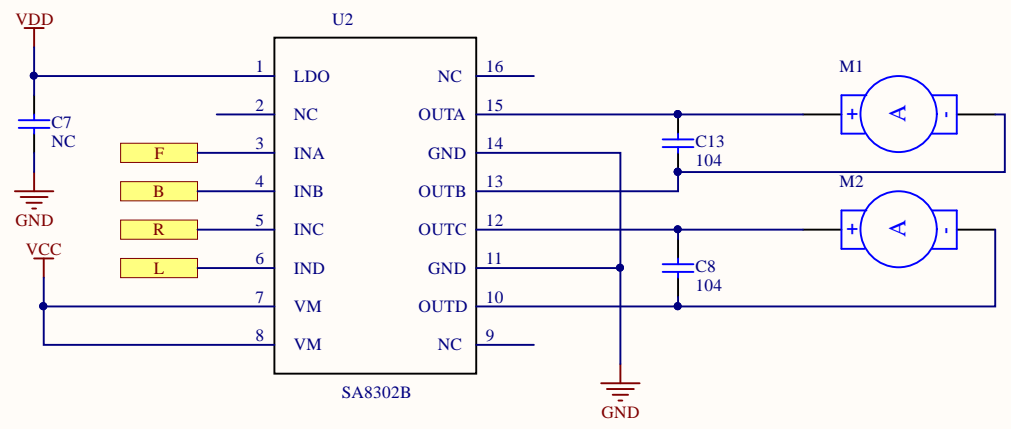 VDD
U2
1 LDO NC 16
M1
2 NC OUTA 15
A
+ -
C7
NC
C13
104
F 3 INA GND 14
B 4 INB OUTB 13
M2
GND
R 5 INC OUTC 12
A
+ -
VCC
L 6 IND GND 11
C8
104
7 VM OUTD 10
8 VM NC 9
SA8302B
GND